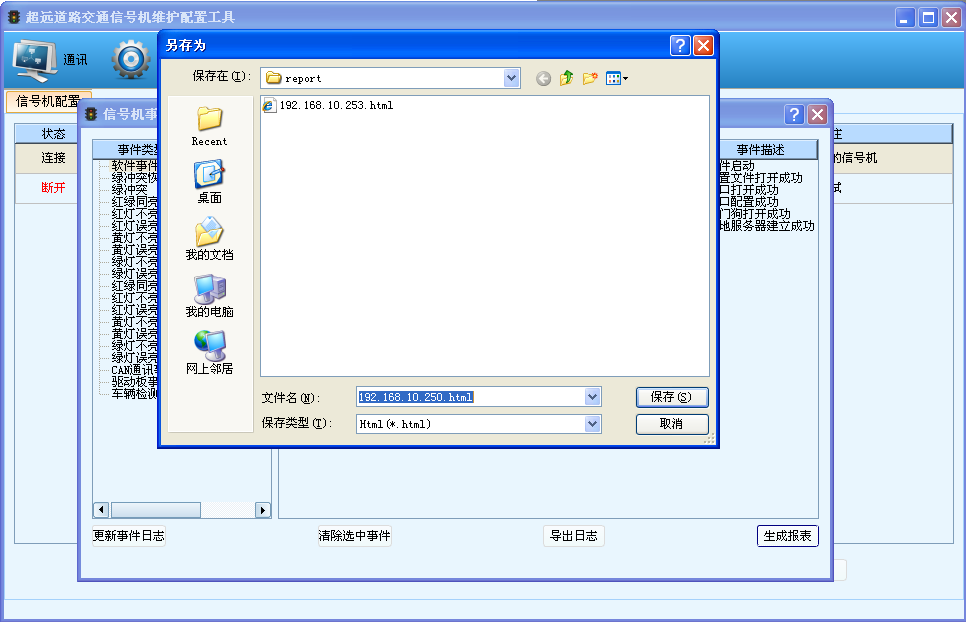 超远道路交通信号机维护配置工具
通讯
信号机配置
状态
连接
断开
信号机事
事件类型
软件事件
绿冲突恢
绿冲突
红绿同亮
红灯不亮
红灯误亮
黄灯不亮
黄灯误亮
绿灯不亮
绿灯误亮
红绿同亮
红灯不亮
红灯误亮
黄灯不亮
黄灯误亮
绿灯不亮
绿灯误亮
CAN通讯
驱动板事
车辆检测
另存为
保存在(I):
report
Recent
桌面
我的文档
我的电脑
网上邻居
192.168.10.253.html
文件名(N):
192.168.10.250.html
保存(S)
保存类型(T):
Html(*.html)
取消
事件描述
件启动
置文件打开成功
口打开成功
口配置成功
门狗打开成功
地服务器建立成功
的信号机
更新事件日志
清除选中事件
导出日志
生成报表